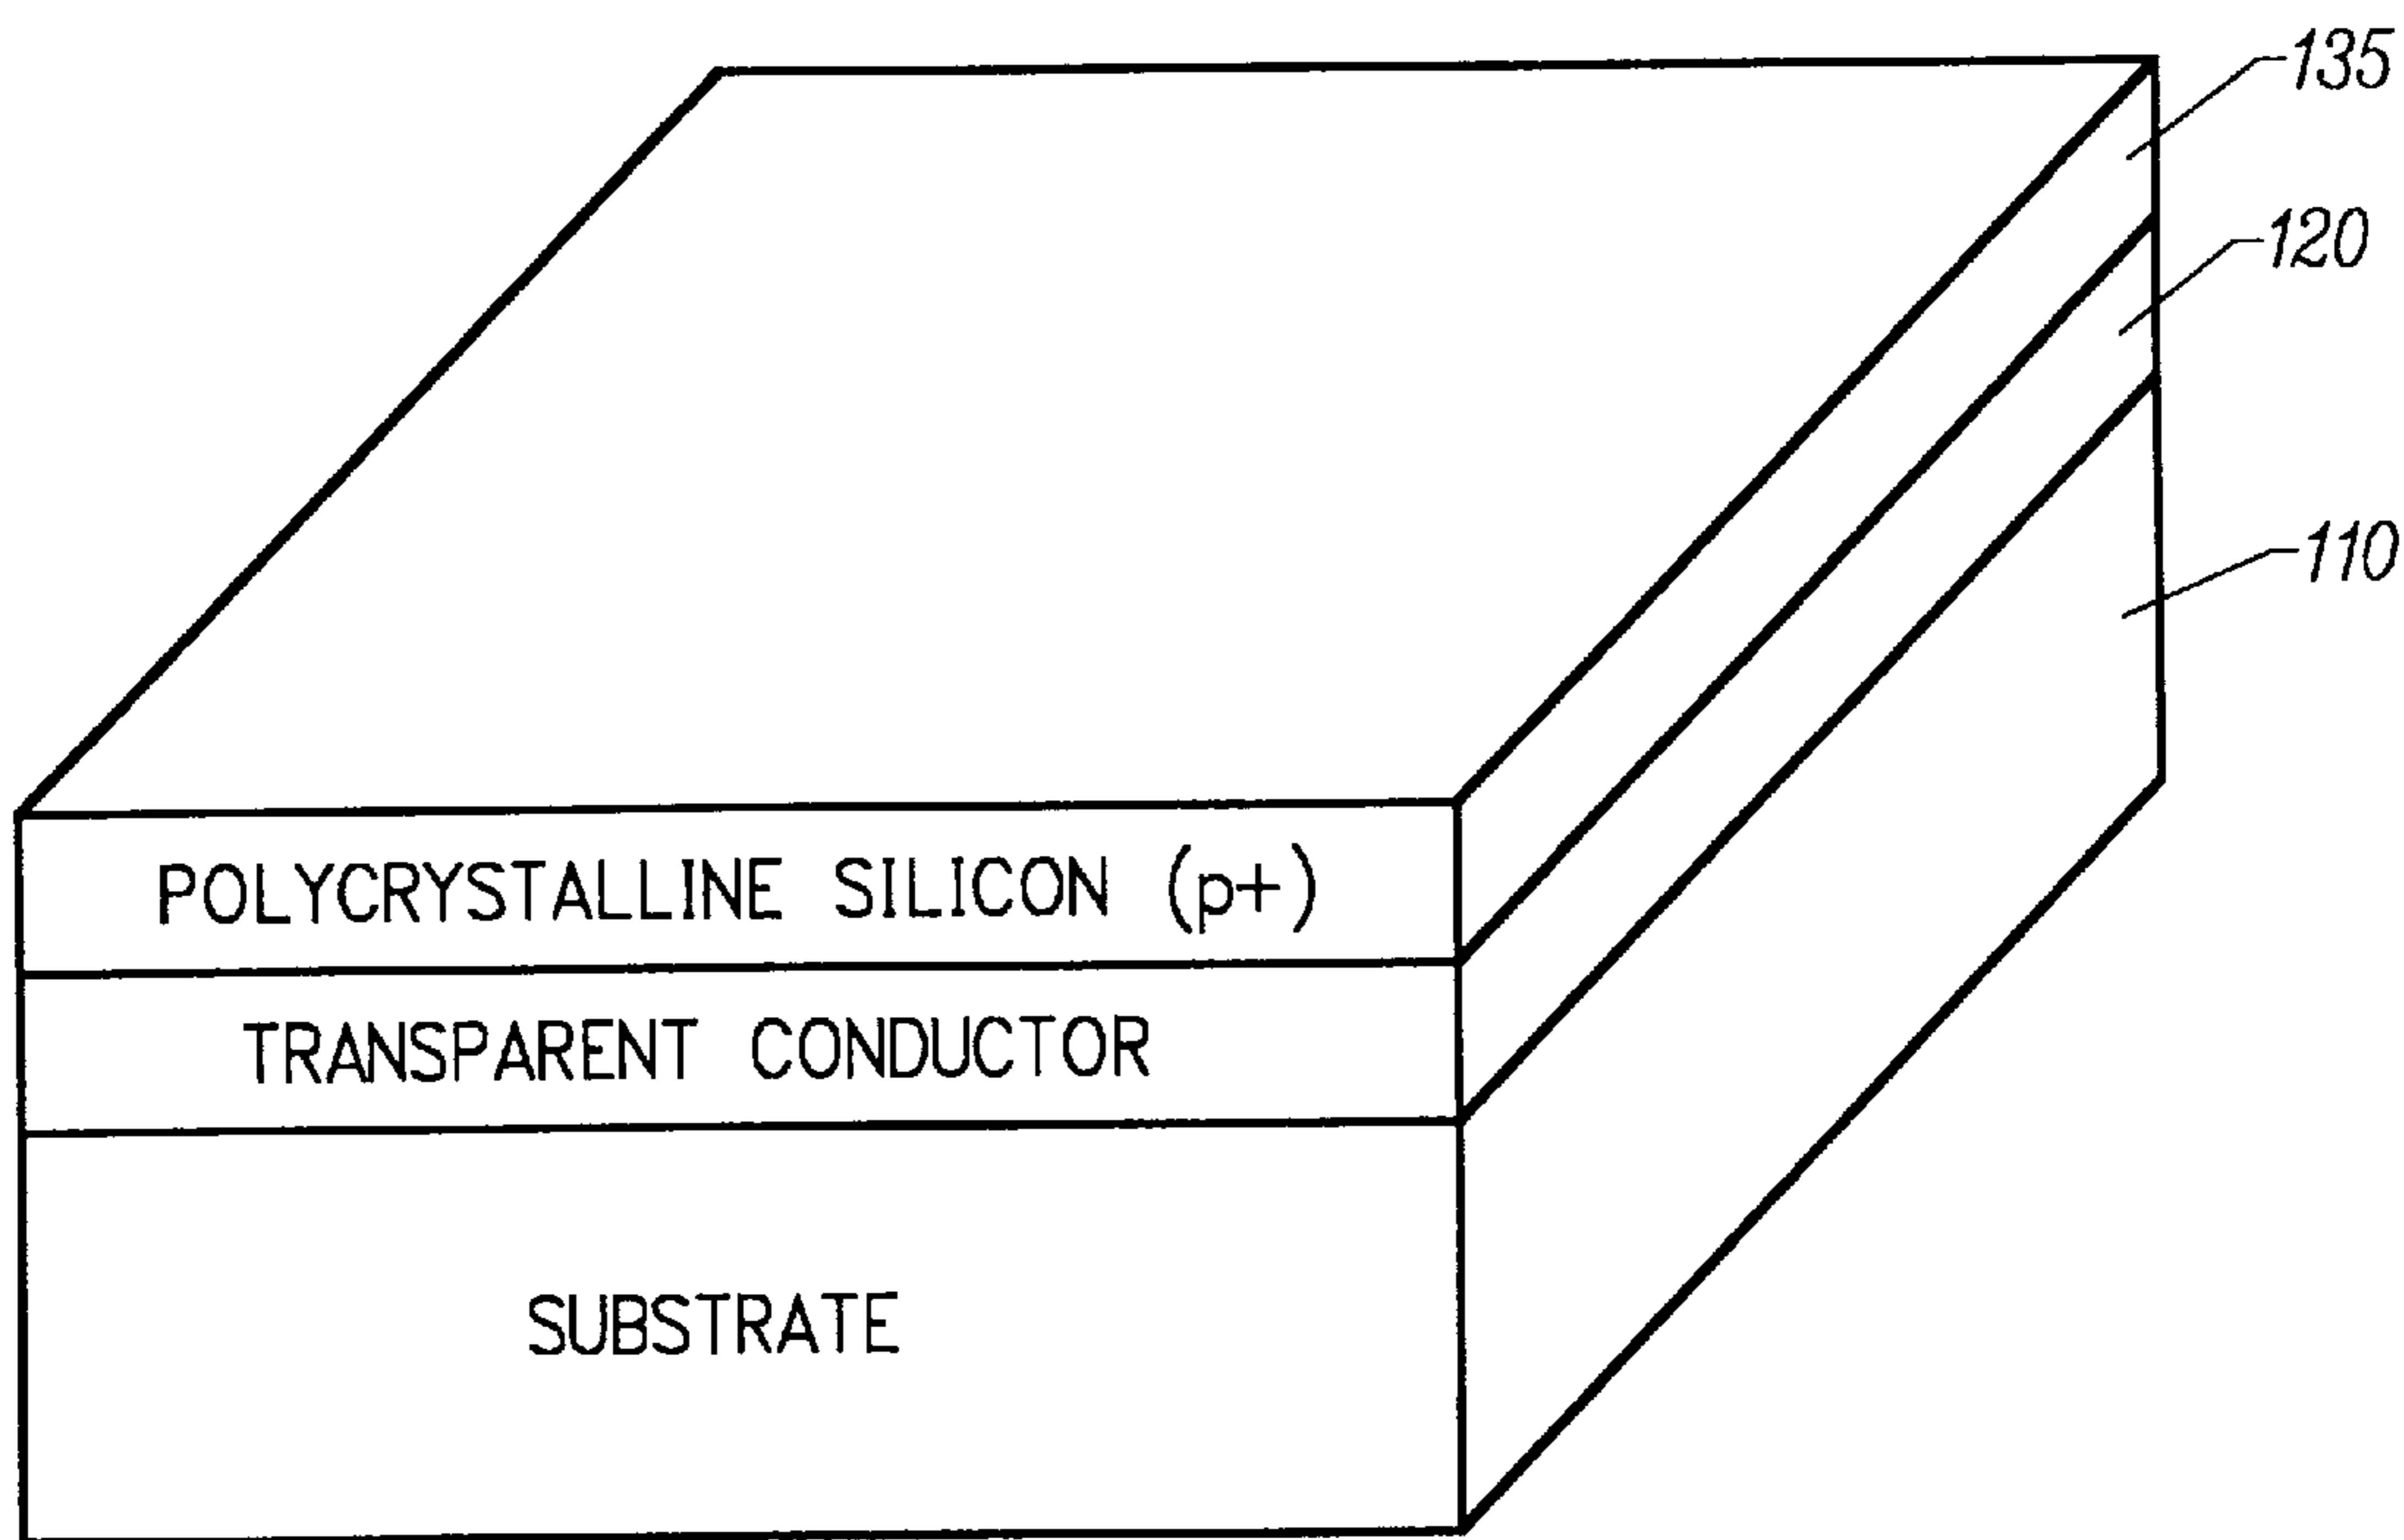 135
120
110
POLYCRYSTALLINE SILICON (p+)
TRANSPARENT CONDUCTOR
SUBSTRATE